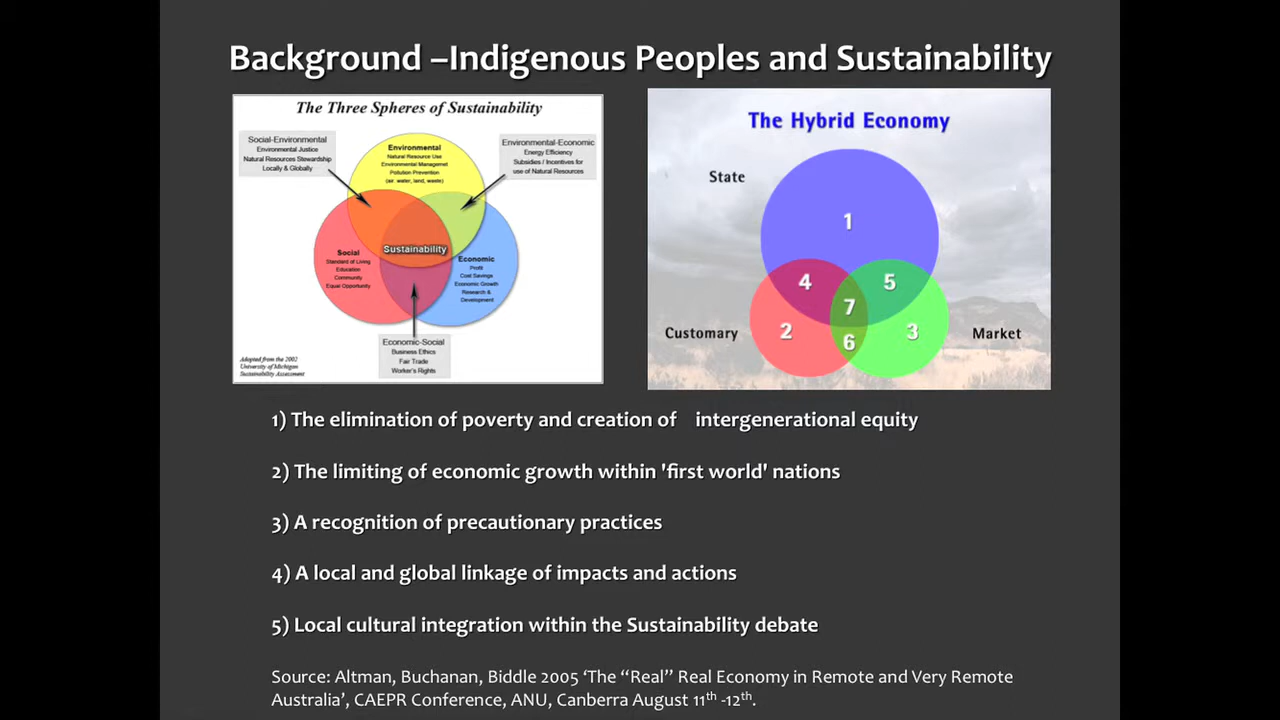 Background –Indigenous Peoples and Sustainability
The Three Spheres of Sustainability
Social-Environmental
Environmental Justice
Natural Resources Stewardship
Locally & Globally
Environmental
Natural Resource Use
Environmental Managemet
Pollution Prevention
(air, water, land, waste)
Environmental-Economic
Energy Efficiency
Subsidies / Incentives for
use of Natural Resources
Sustainability
Social
Standard of Living
Education
Community
Equal Opportunity
Economic
Profit
Cost Savings
Economic Growth
Research &
Development
Economic-Social
Business Ethics
Fair Trade
Worker's Rights
Adapted from the 2002
University of Michigan
Sustainability Assessment
The Hybrid Economy
State
1
4
5
7
Customary
2
6
3
Market
1) The elimination of poverty and creation of intergenerational equity
2) The limiting of economic growth within 'first world' nations
3) A recognition of precautionary practices
4) A local and global linkage of impacts and actions
5) Local cultural integration within the Sustainability debate
Source: Altman, Buchanan, Biddle 2005 ‘The “Real” Real Economy in Remote and Very Remote
Australia’, CAEPR Conference, ANU, Canberra August 11th -12th.